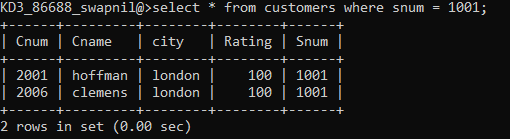 KD3_86688_swapnil@>select * from customers where snum = 1001;
+------+---------+--------+--------+------+
| Cnum | Cname   | city   | Rating | Snum |
+------+---------+--------+--------+------+
| 2001 | hoffman | london |    100 | 1001 |
| 2006 | clemens | london |    100 | 1001 |
+------+---------+--------+--------+------+
2 rows in set (0.00 sec)